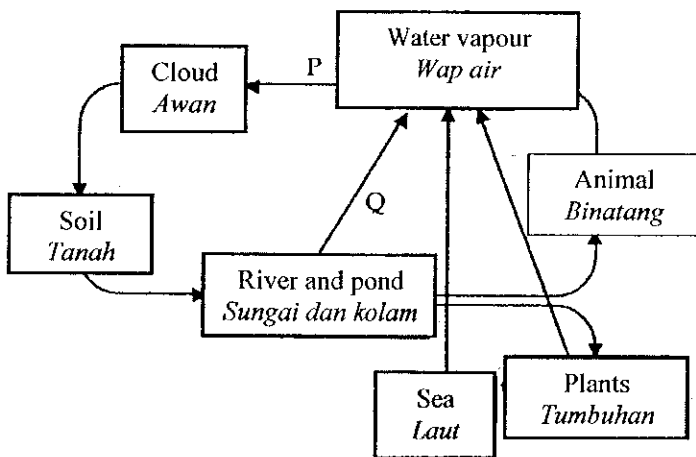 Water vapour
Wap air
P
Cloud
Awan
Animal
Binatang
Q
Soil
Tanah
River and pond
Sungai dan kolam
Sea
Laut
Plants
Tumbuhan